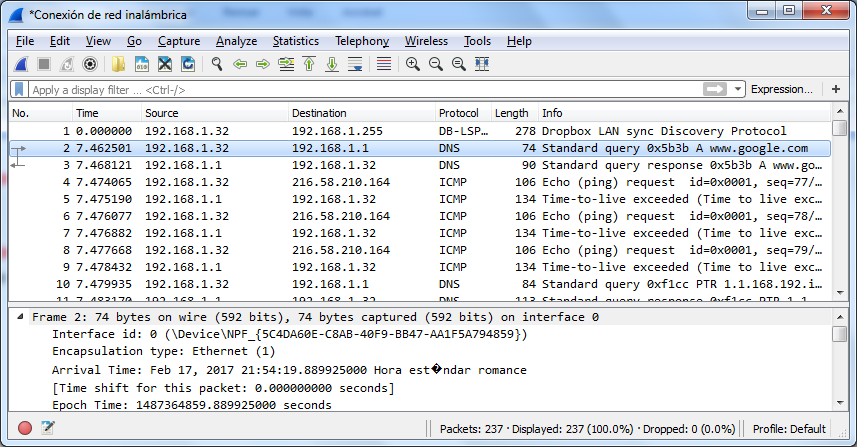 *Conexión de red inalámbrica
File Edit View Go Capture Analyze Statistics Telephony Wireless Tools Help
Apply a display filter ... <Ctrl-/> Expression... +
No. Time Source Destination Protocol Length Info
1 0.000000 192.168.1.32 192.168.1.255 DB-LSP… 278 Dropbox LAN sync Discovery Protocol
2 7.462501 192.168.1.32 192.168.1.1 DNS 74 Standard query 0x5b3b A www.google.com
3 7.468121 192.168.1.1 192.168.1.32 DNS 90 Standard query response 0x5b3b A www.go…
4 7.474065 192.168.1.32 216.58.210.164 ICMP 106 Echo (ping) request id=0x0001, seq=77/…
5 7.475190 192.168.1.1 192.168.1.32 ICMP 134 Time-to-live exceeded (Time to live exc…
6 7.476077 192.168.1.32 216.58.210.164 ICMP 106 Echo (ping) request id=0x0001, seq=78/…
7 7.476882 192.168.1.1 192.168.1.32 ICMP 134 Time-to-live exceeded (Time to live exc…
8 7.477668 192.168.1.32 216.58.210.164 ICMP 106 Echo (ping) request id=0x0001, seq=79/…
9 7.478432 192.168.1.1 192.168.1.32 ICMP 134 Time-to-live exceeded (Time to live exc…
10 7.479935 192.168.1.32 192.168.1.1 DNS 84 Standard query 0xf1cc PTR 1.1.168.192.i…
11 7.483170 192.168.1.1 192.168.1.32 DNS 113 Standard query response 0xf1cc PTR 1.1
Frame 2: 74 bytes on wire (592 bits), 74 bytes captured (592 bits) on interface 0
Interface id: 0 (\Device\NPF_{5C4DA60E-C8AB-40F9-BB47-AA1F5A794859})
Encapsulation type: Ethernet (1)
Arrival Time: Feb 17, 2017 21:54:19.889925000 Hora est�ndar romance
[Time shift for this packet: 0.000000000 seconds]
Epoch Time: 1487364859.889925000 seconds
Packets: 237 · Displayed: 237 (100.0%) · Dropped: 0 (0.0%) Profile: Default